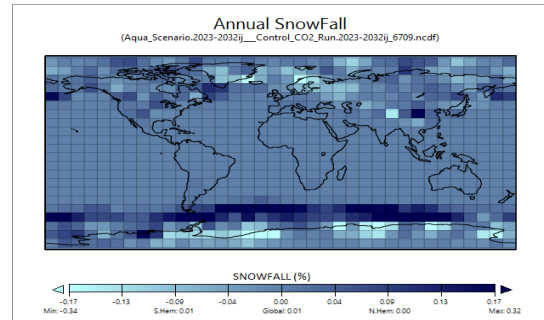 Annual SnowFall
(Aqua_Scenario.2023-2032ij___Control_CO2_Run.2023-2032ij_6709.ncdf)
SNOWFALL (%)
-0.17 -0.13 -0.09 -0.04 0.00 0.04 0.09 0.13 0.17
Min: -0.34 S.Hem: 0.01 Global: 0.01 N.Hem: 0.00 Max: 0.32